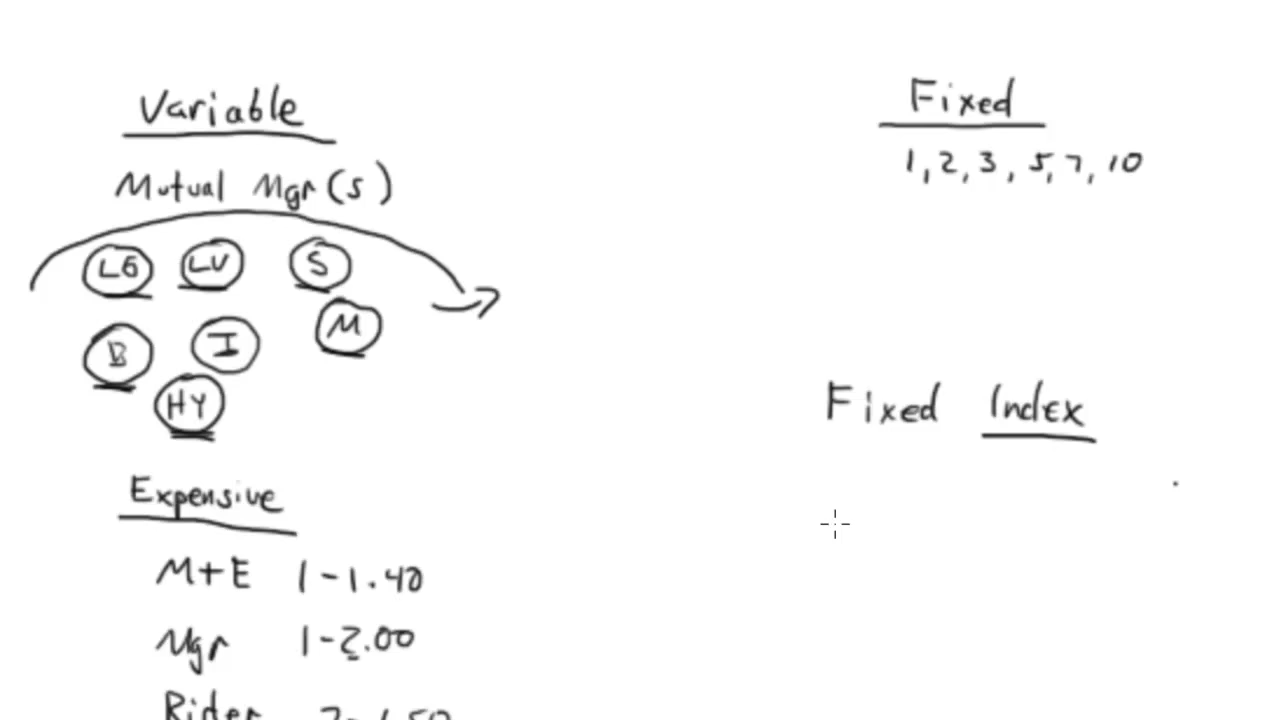 Variable
Mutual Mgr(s)
LG LV S
B I M
HY
Expensive
M+E 1-1.40
Mgr 1-2.00
Rider
Fixed
1, 2, 3, 5, 7, 10
Fixed Index